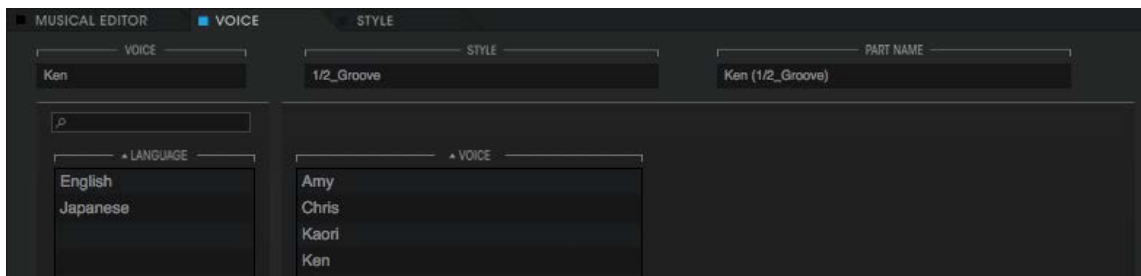 MUSICAL EDITOR VOICE STYLE
VOICE STYLE PART NAME
Ken 1/2_Groove Ken (1/2_Groove)
LANGUAGE VOICE
English Amy
Japanese Chris
Kaori
Ken